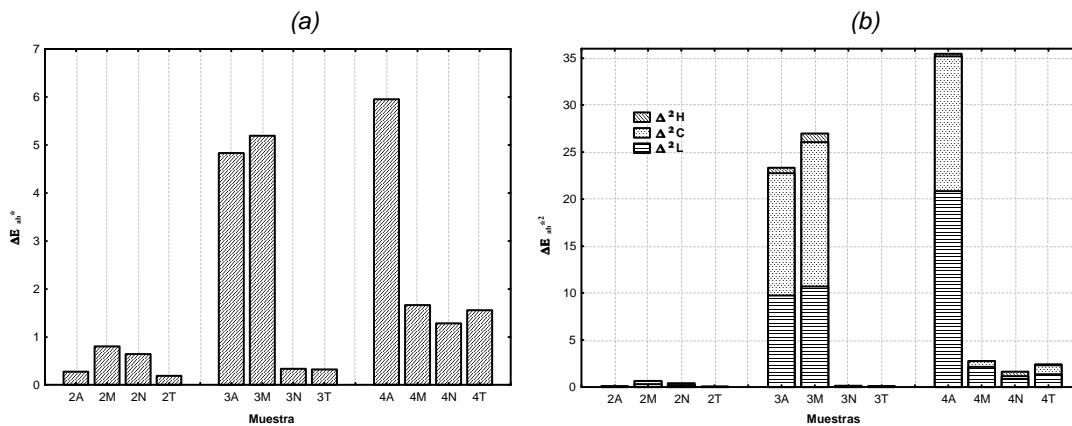 (a)
(b)
7
6
5
4
3
2
1
0
ΔE ab*
2A 2M 2N 2T 3A 3M 3N 3T 4A 4M 4N 4T
Muestra
35
30
25
20
15
10
5
0
ΔE ab*²
Δ²H
Δ²C
Δ²L
2A 2M 2N 2T 3A 3M 3N 3T 4A 4M 4N 4T
Muestras